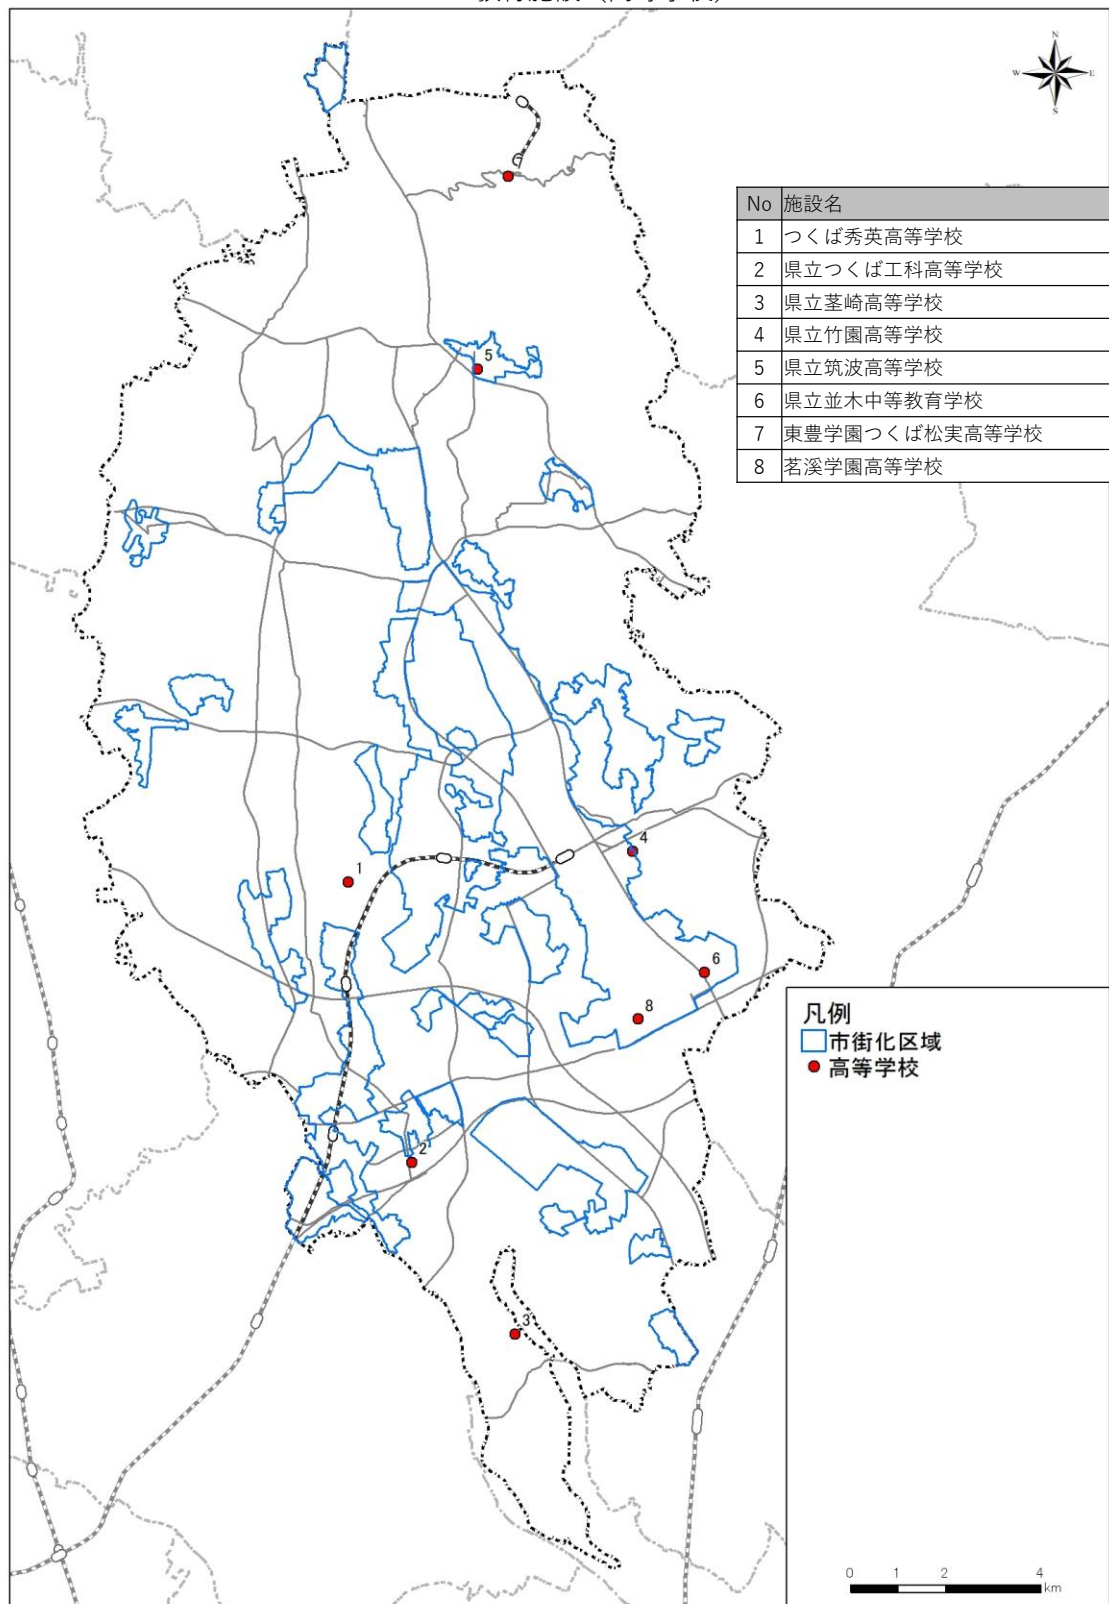 N
W E
S
No 施設名
1 つくば秀英高等学校
2 県立つくば工科高等学校
3 県立茎崎高等学校
4 県立竹園高等学校
5 県立筑波高等学校
6 県立並木中等教育学校
7 東豊学園つくば松実高等学校
8 茗溪学園高等学校
5
4
1
6
8
2
3
凡例
市街化区域
高等学校
0 1 2 4
km